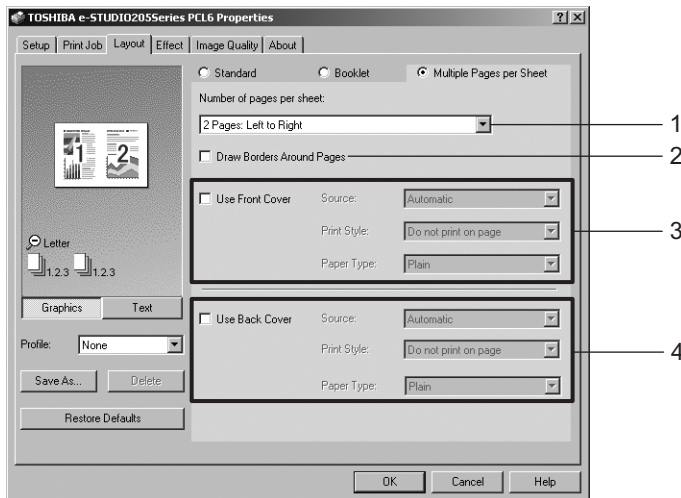 TOSHIBA e-STUDIO205Series PCL6 Properties
? X
Setup Print Job Layout Effect Image Quality About
Standard Booklet Multiple Pages per Sheet
Number of pages per sheet:
2 Pages: Left to Right
1
Draw Borders Around Pages
2
1 2
Use Front Cover Source: Automatic
Print Style: Do not print on page
3
Paper Type: Plain
Letter
1.2.3 1.2.3
Graphics Text
Use Back Cover Source: Automatic
Print Style: Do not print on page
4
Paper Type: Plain
Profile: None
Save As... Delete
Restore Defaults
OK Cancel Help